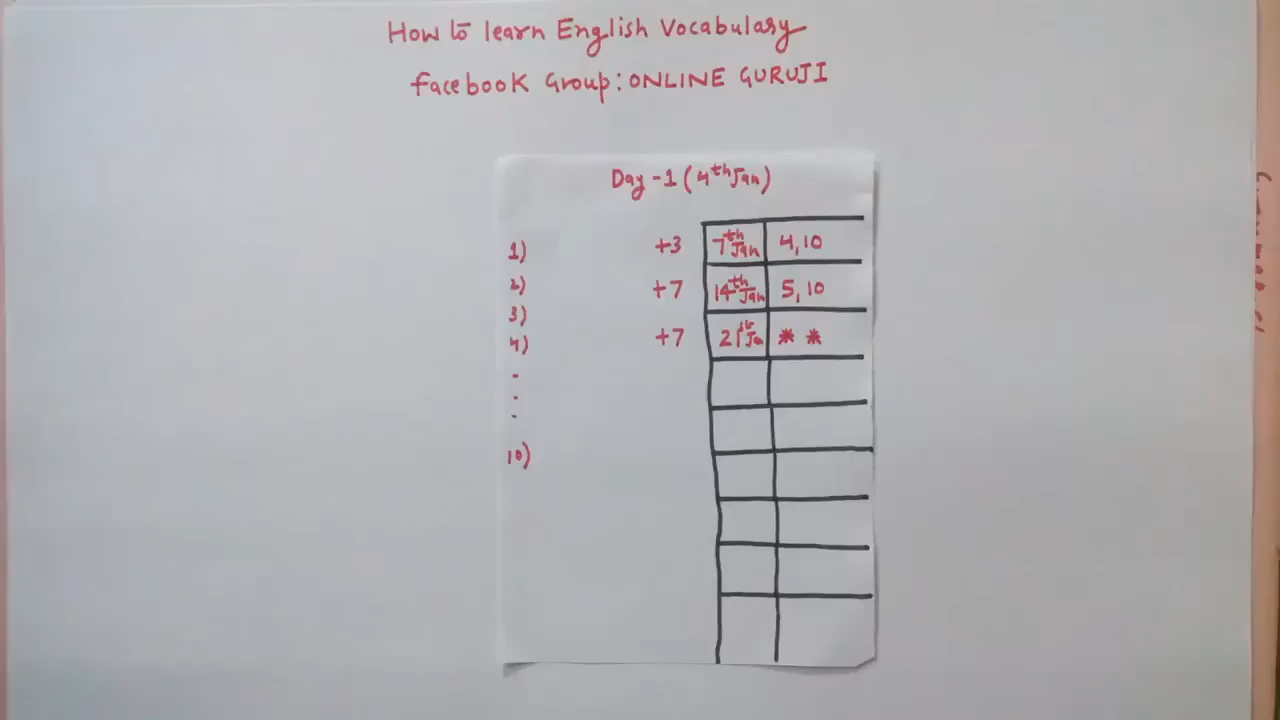 How to learn English Vocabulary
facebook Group: ONLINE GURUJI
Day -1 (4th Jan)
1) +3 7th Jan 4, 10
2) +7 14th Jan 5, 10
3)
4) +7 21st Jan * *
.
.
.
10)